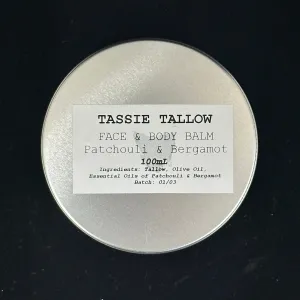 TASSIE TALLOW
FACE & BODY BALM
Patchouli & Bergamot
100mL
Ingredients: Tallow, Olive Oil,
Essential Oils of Patchouli & Bergamot
Batch: 01/03